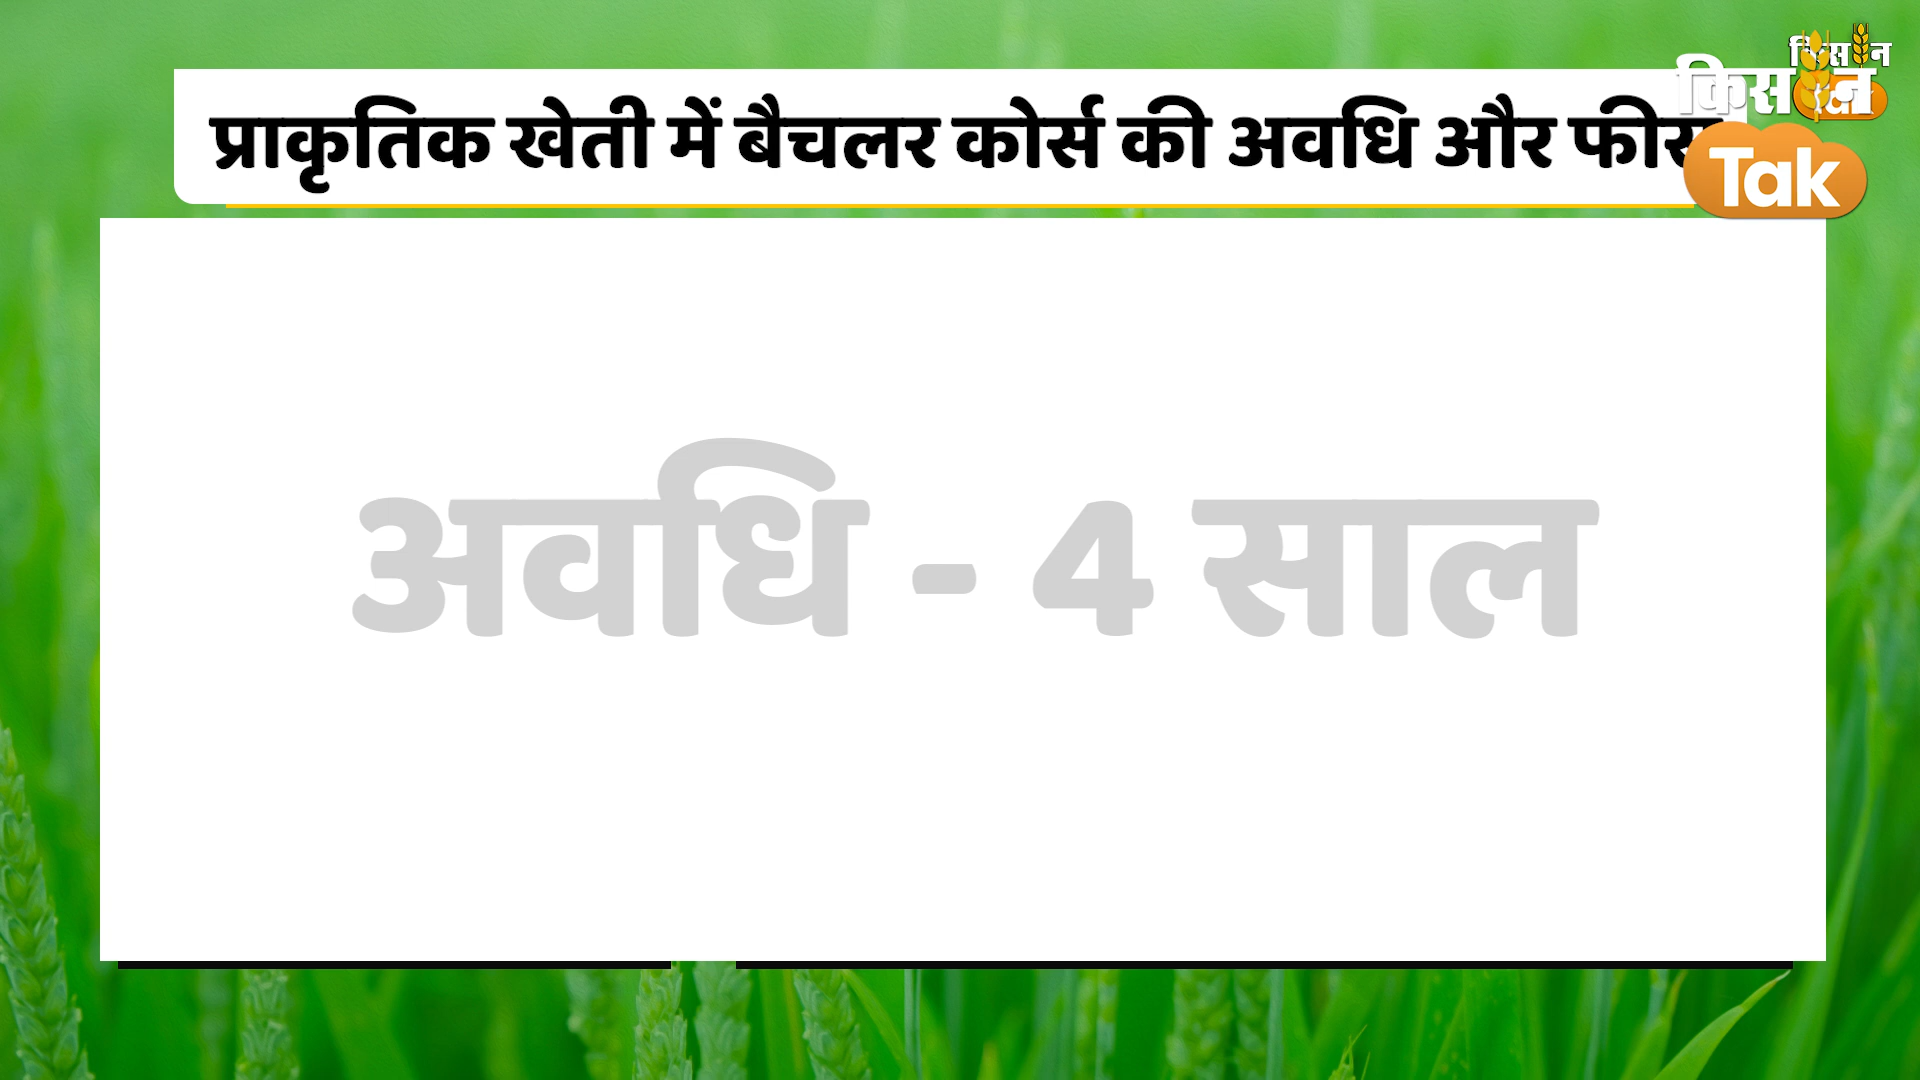 प्राकृतिक खेती में बैचलर कोर्स की अवधि और फीस
किसान
Tak
अवधि - 4 साल